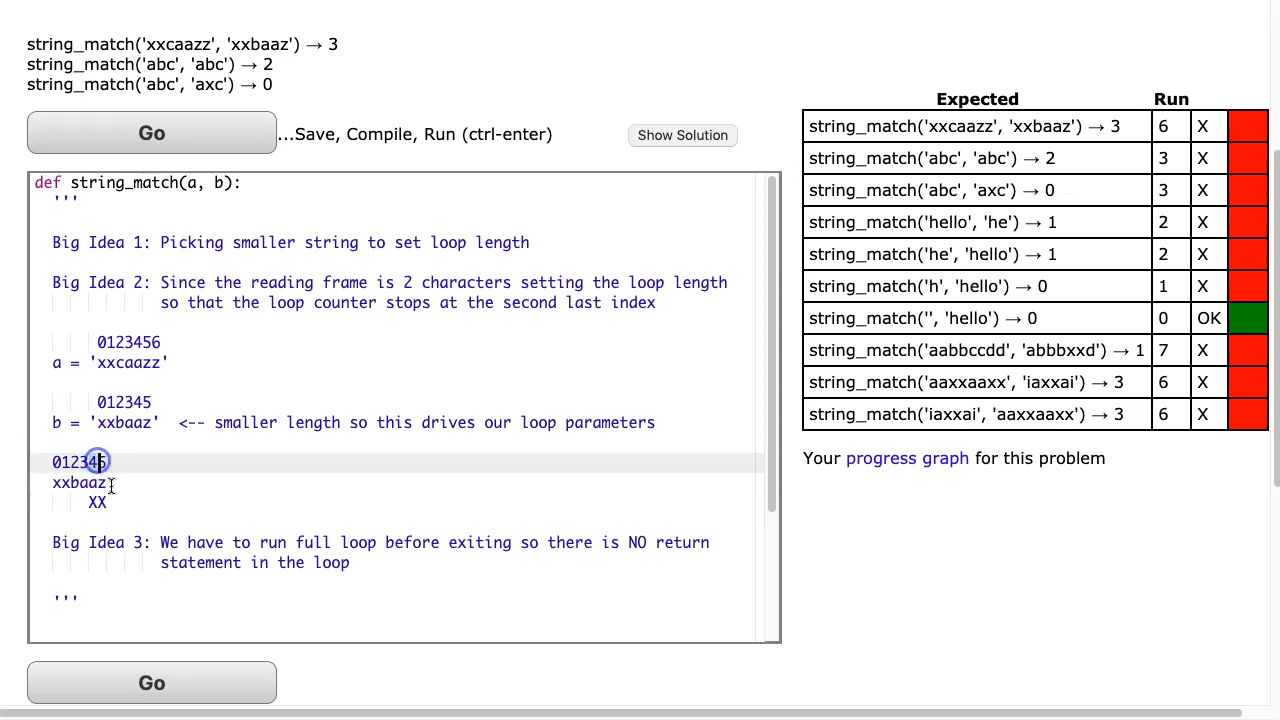 string_match('xxcaazz', 'xxbaaz') → 3
string_match('abc', 'abc') → 2
string_match('abc', 'axc') → 0
Go
...Save, Compile, Run (ctrl-enter)
Show Solution
def string_match(a, b):
'''
Big Idea 1: Picking smaller string to set loop length
Big Idea 2: Since the reading frame is 2 characters setting the loop length
so that the loop counter stops at the second last index
0123456
a = 'xxcaazz'
012345
b = 'xxbaaz' <-- smaller length so this drives our loop parameters
012345
xxbaaz
XX
Big Idea 3: We have to run full loop before exiting so there is NO return
statement in the loop
'''
Go
Expected Run
string_match('xxcaazz', 'xxbaaz') → 3 6 X
string_match('abc', 'abc') → 2 3 X
string_match('abc', 'axc') → 0 3 X
string_match('hello', 'he') → 1 2 X
string_match('he', 'hello') → 1 2 X
string_match('h', 'hello') → 0 1 X
string_match('', 'hello') → 0 0 OK
string_match('aabbccdd', 'abbbxxd') → 1 7 X
string_match('aaxxaaxx', 'iaxxai') → 3 6 X
string_match('iaxxai', 'aaxxaaxx') → 3 6 X
Your progress graph for this problem